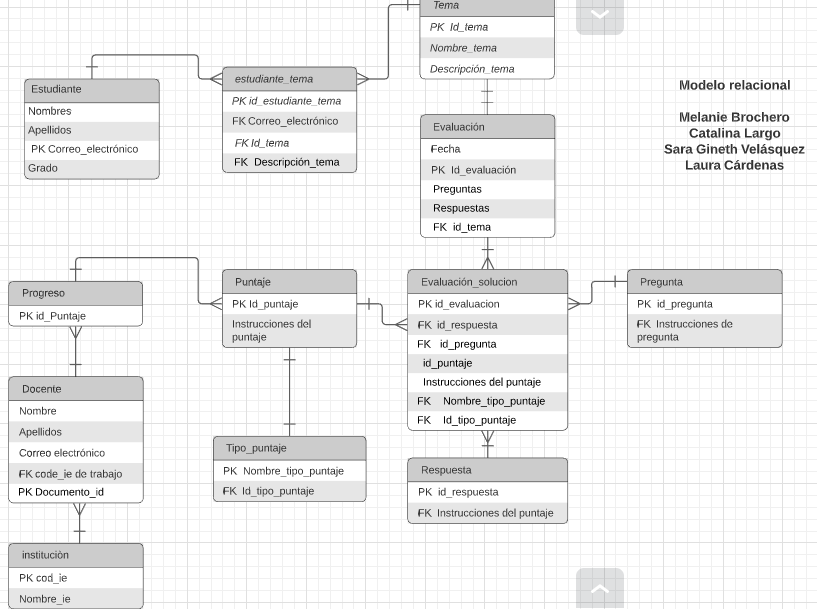 Tema
PK Id_tema
Nombre_tema
Descripción_tema
Modelo relacional
Melanie Brochero
Catalina Largo
Sara Gineth Velásquez
Laura Cárdenas
Estudiante
Nombres
Apellidos
PK Correo_electrónico
Grado
estudiante_tema
PK id_estudiante_tema
FK Correo_electrónico
FK Id_tema
FK Descripción_tema
Evaluación
Fecha
PK Id_evaluación
Preguntas
Respuestas
FK id_tema
Progreso
PK id_Puntaje
Puntaje
PK Id_puntaje
Instrucciones del
puntaje
Evaluación_solucion
PK id_evaluacion
FK id_respuesta
FK id_pregunta
id_puntaje
Instrucciones del puntaje
FK Nombre_tipo_puntaje
FK Id_tipo_puntaje
Pregunta
PK id_pregunta
FK Instrucciones de
pregunta
Docente
Nombre
Apellidos
Correo electrónico
FK code_ie de trabajo
PK Documento_id
Tipo_puntaje
PK Nombre_tipo_puntaje
FK Id_tipo_puntaje
Respuesta
PK id_respuesta
FK Instrucciones del puntaje
instituciòn
PK cod_ie
Nombre_ie